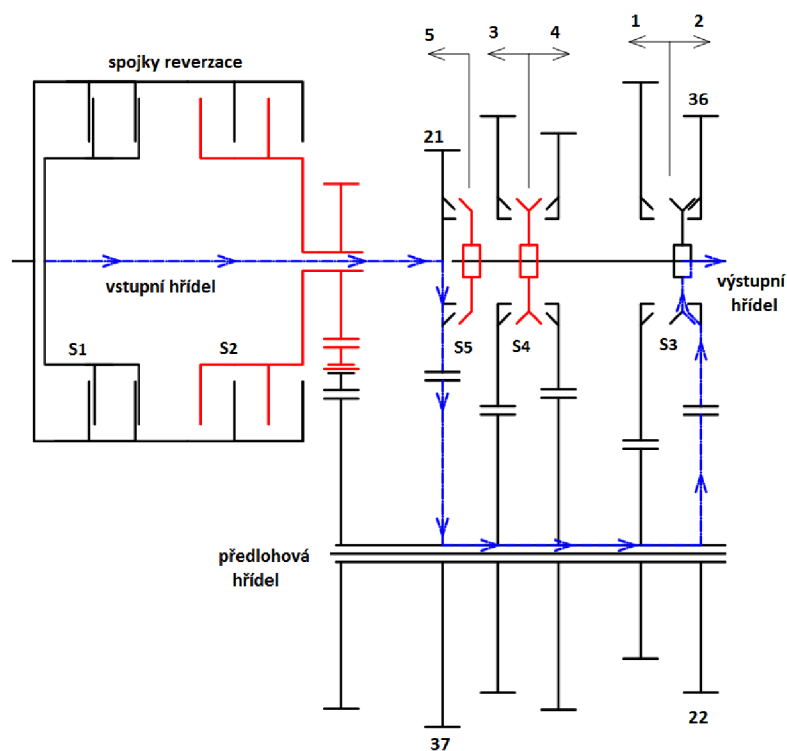 1 2
5 3 4
spojky reverzace
36
21
vstupní hřídel
výstupní
hřídel
S1 S2 S5 S4 S3
předlohová
hřídel
22
37